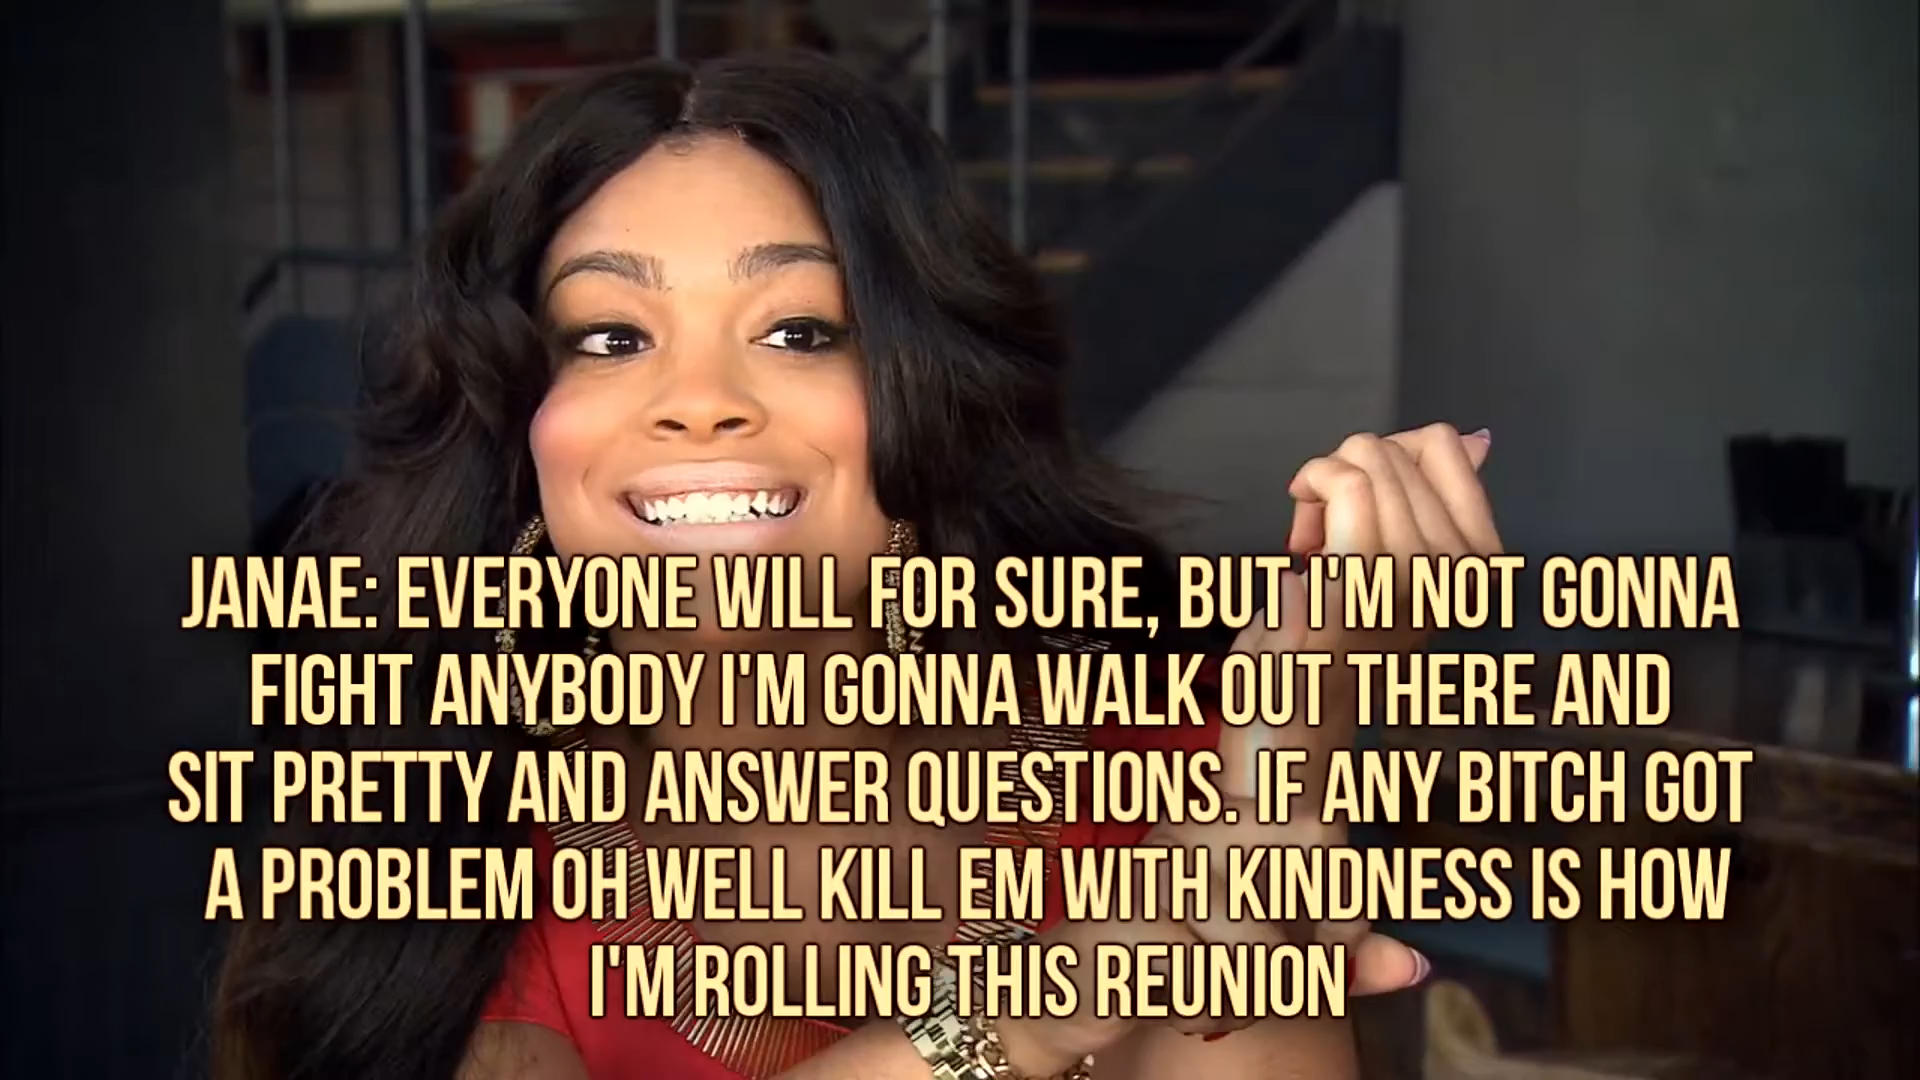 JANAE: EVERYONE WILL FOR SURE, BUT I'M NOT GONNA
FIGHT ANYBODY I'M GONNA WALK OUT THERE AND
SIT PRETTY AND ANSWER QUESTIONS. IF ANY BITCH GOT
A PROBLEM OH WELL KILL EM WITH KINDNESS IS HOW
I'M ROLLING THIS REUNION